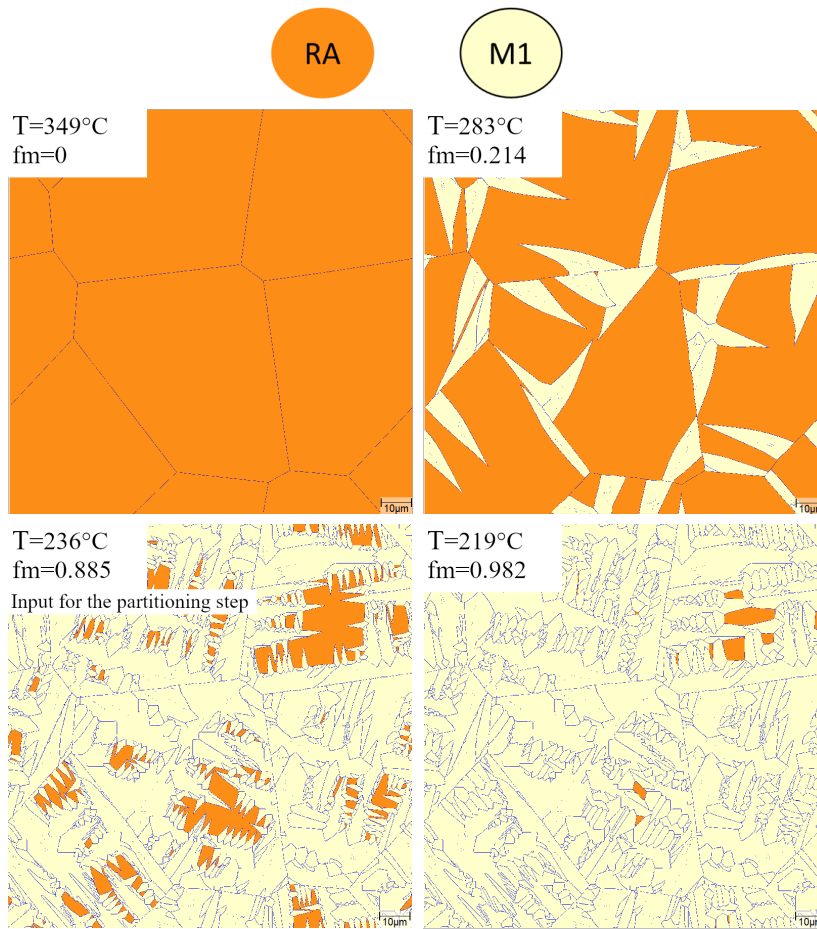 RA
M1
T=349°C
fm=0
T=283°C
fm=0.214
10µm
10µm
T=236°C
fm=0.885
Input for the partitioning step
T=219°C
fm=0.982
10µm
10µm